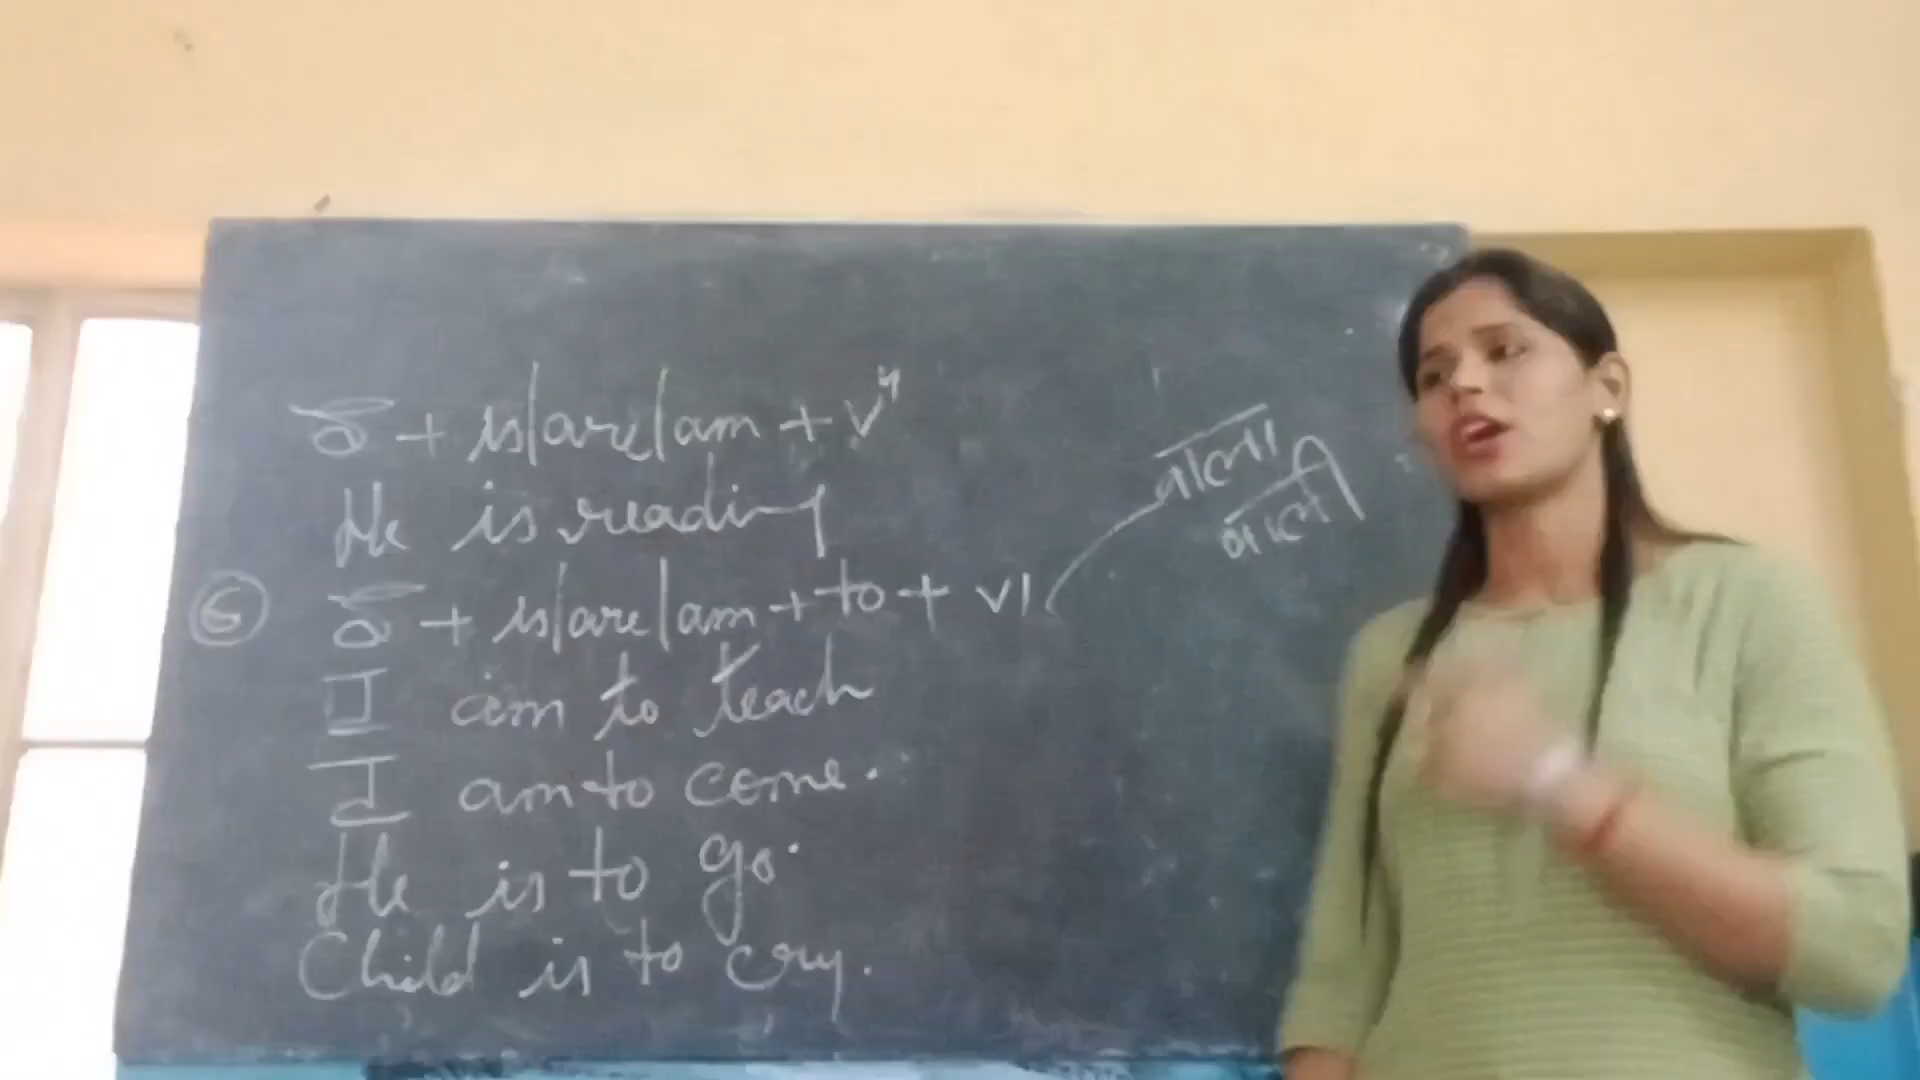 S + is/are/am + v4
He is reading
⑥ S + is/are/am + to + v1
वाला
वाली
I am to teach
I am to come.
He is to go.
Child is to cry.